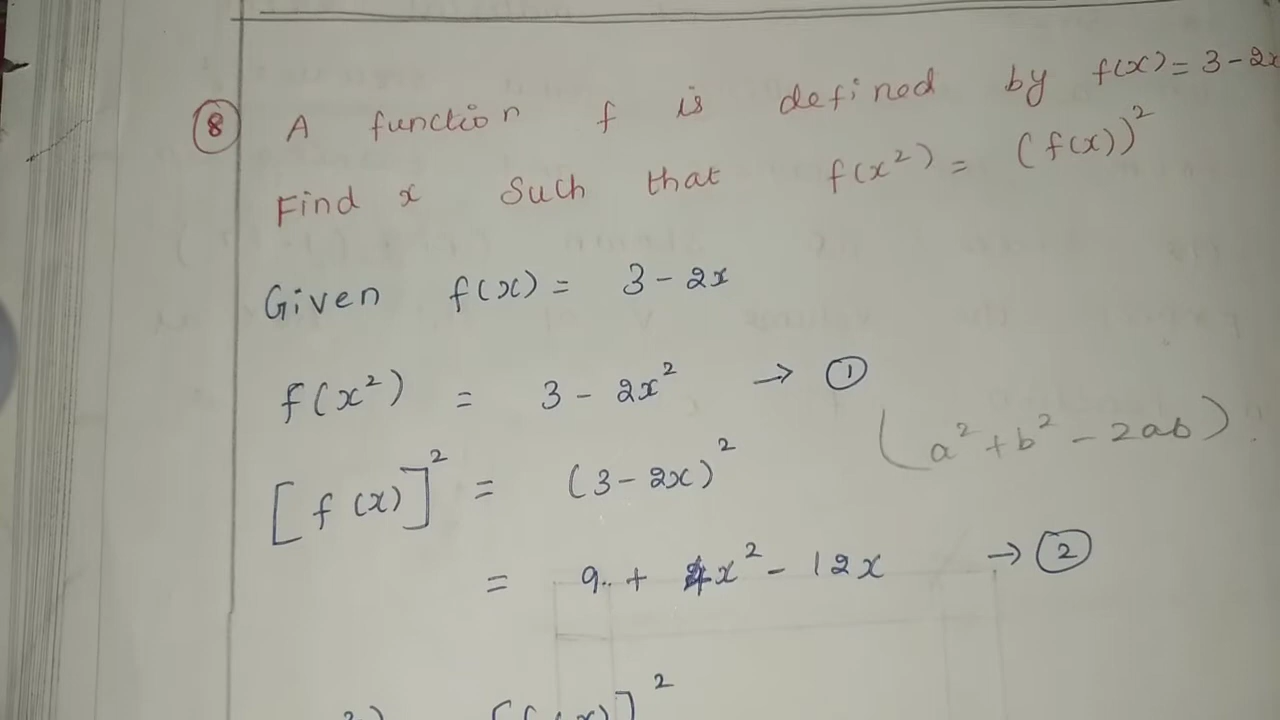 ⑧ A function f is defined by f(x) = 3 - 2x
Find x such that f(x²) = (f(x))²
Given f(x) = 3 - 2x
f(x²) = 3 - 2x² → ①
(a² + b² - 2ab)
[f(x)]² = (3 - 2x)²
= 9 + 4x² - 12x → ②
[f(x)]²